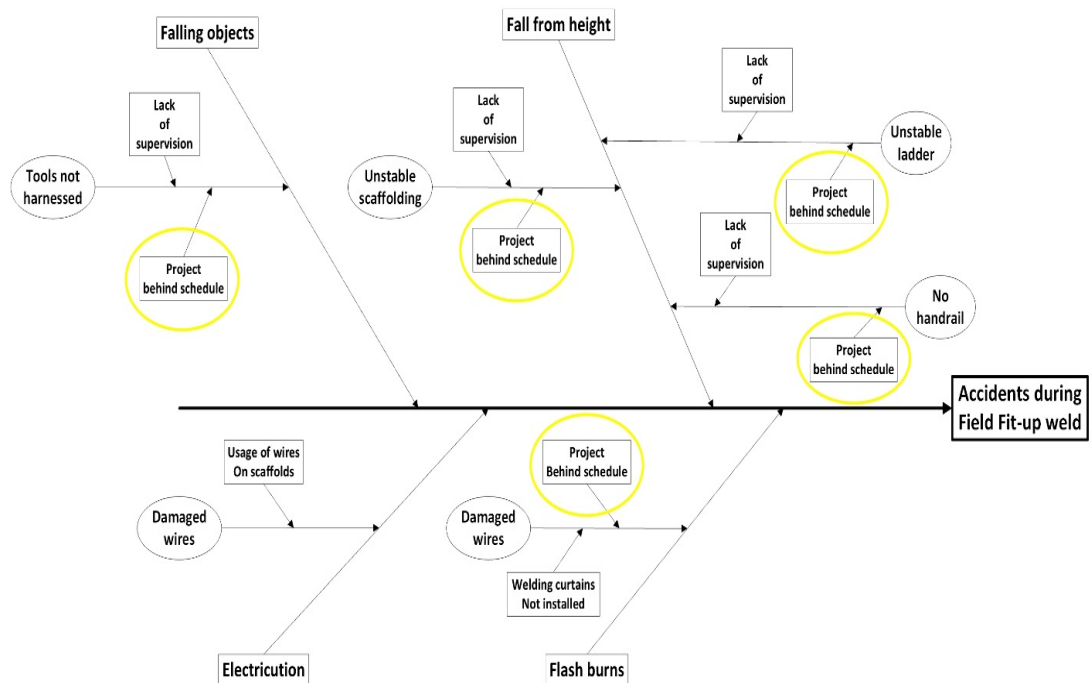 Falling objects
Fall from height
Lack
of
supervision
Tools not
harnessed
Project
behind schedule
Lack
of
supervision
Unstable
scaffolding
Project
behind schedule
Lack
of
supervision
Unstable
ladder
Project
behind schedule
Lack
of
supervision
No
handrail
Project
behind schedule
Accidents during
Field Fit-up weld
Usage of wires
On scaffolds
Damaged
wires
Electricution
Project
Behind schedule
Damaged
wires
Welding curtains
Not installed
Flash burns